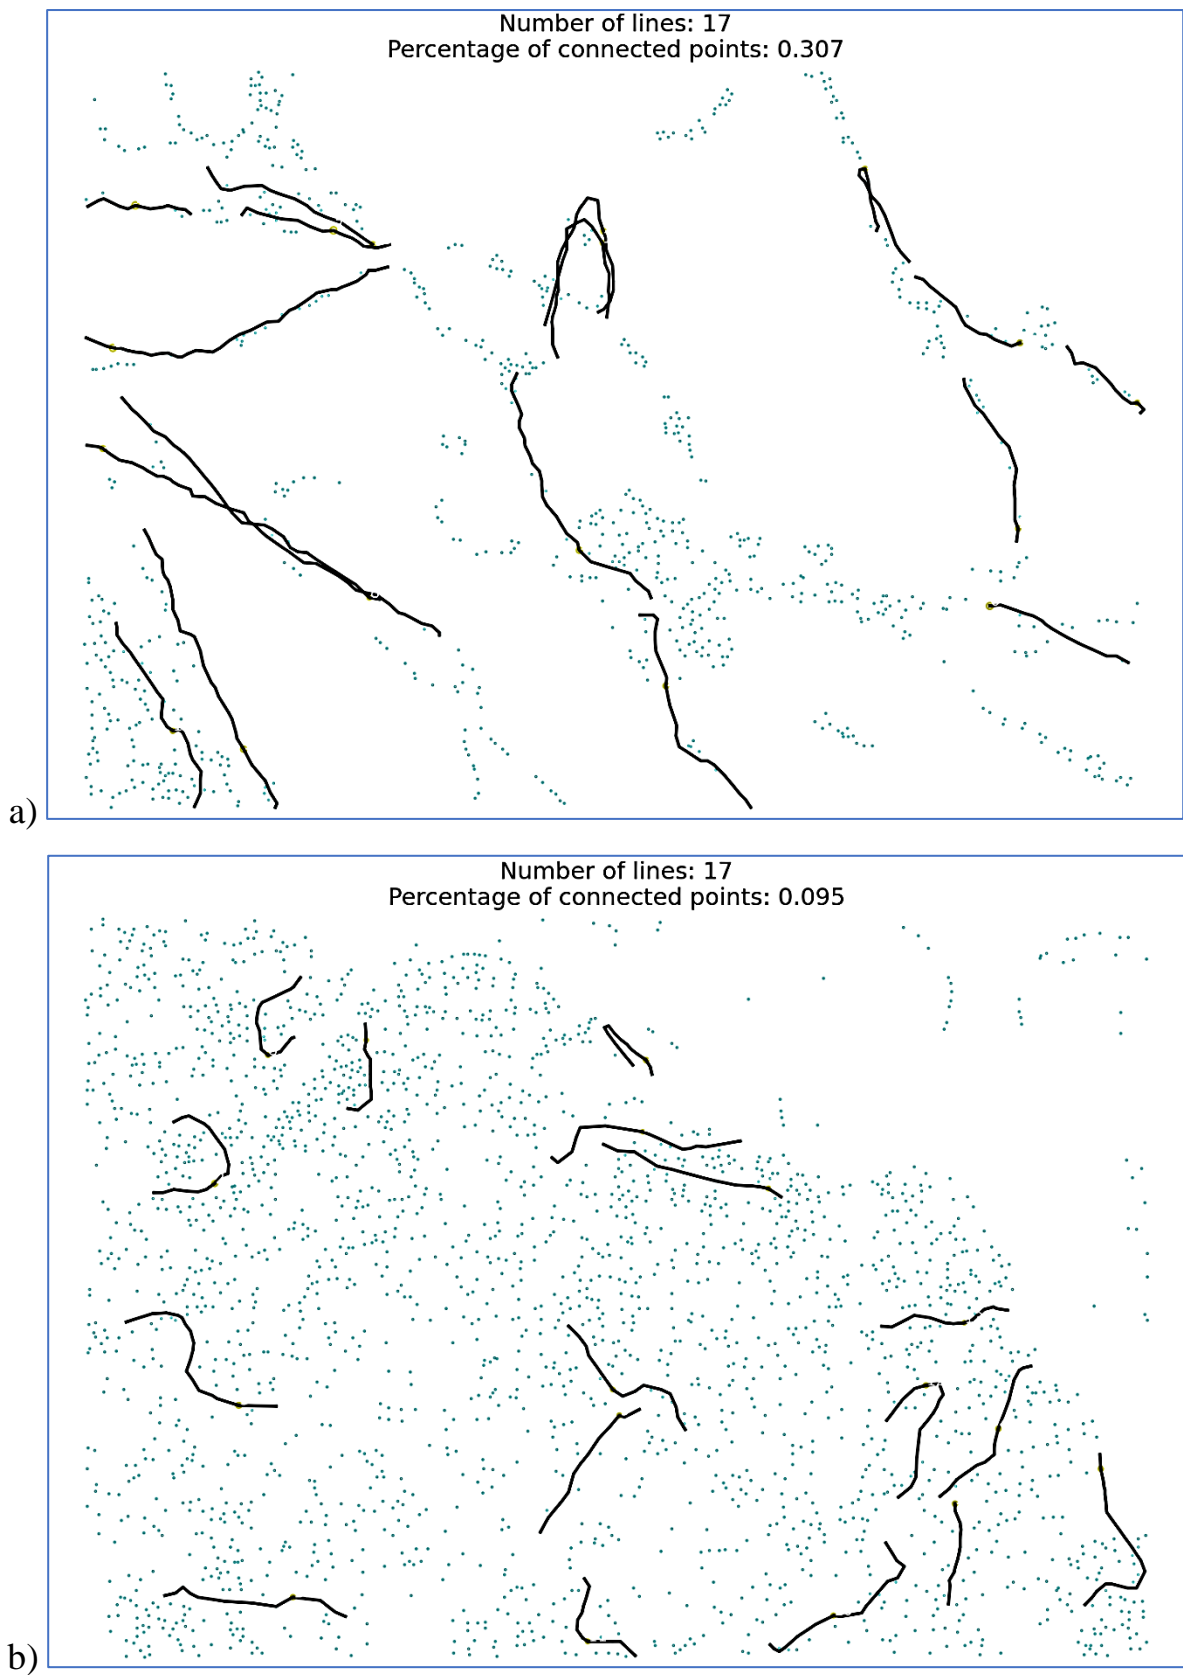 Number of lines: 17
Percentage of connected points: 0.307
a)
Number of lines: 17
Percentage of connected points: 0.095
b)